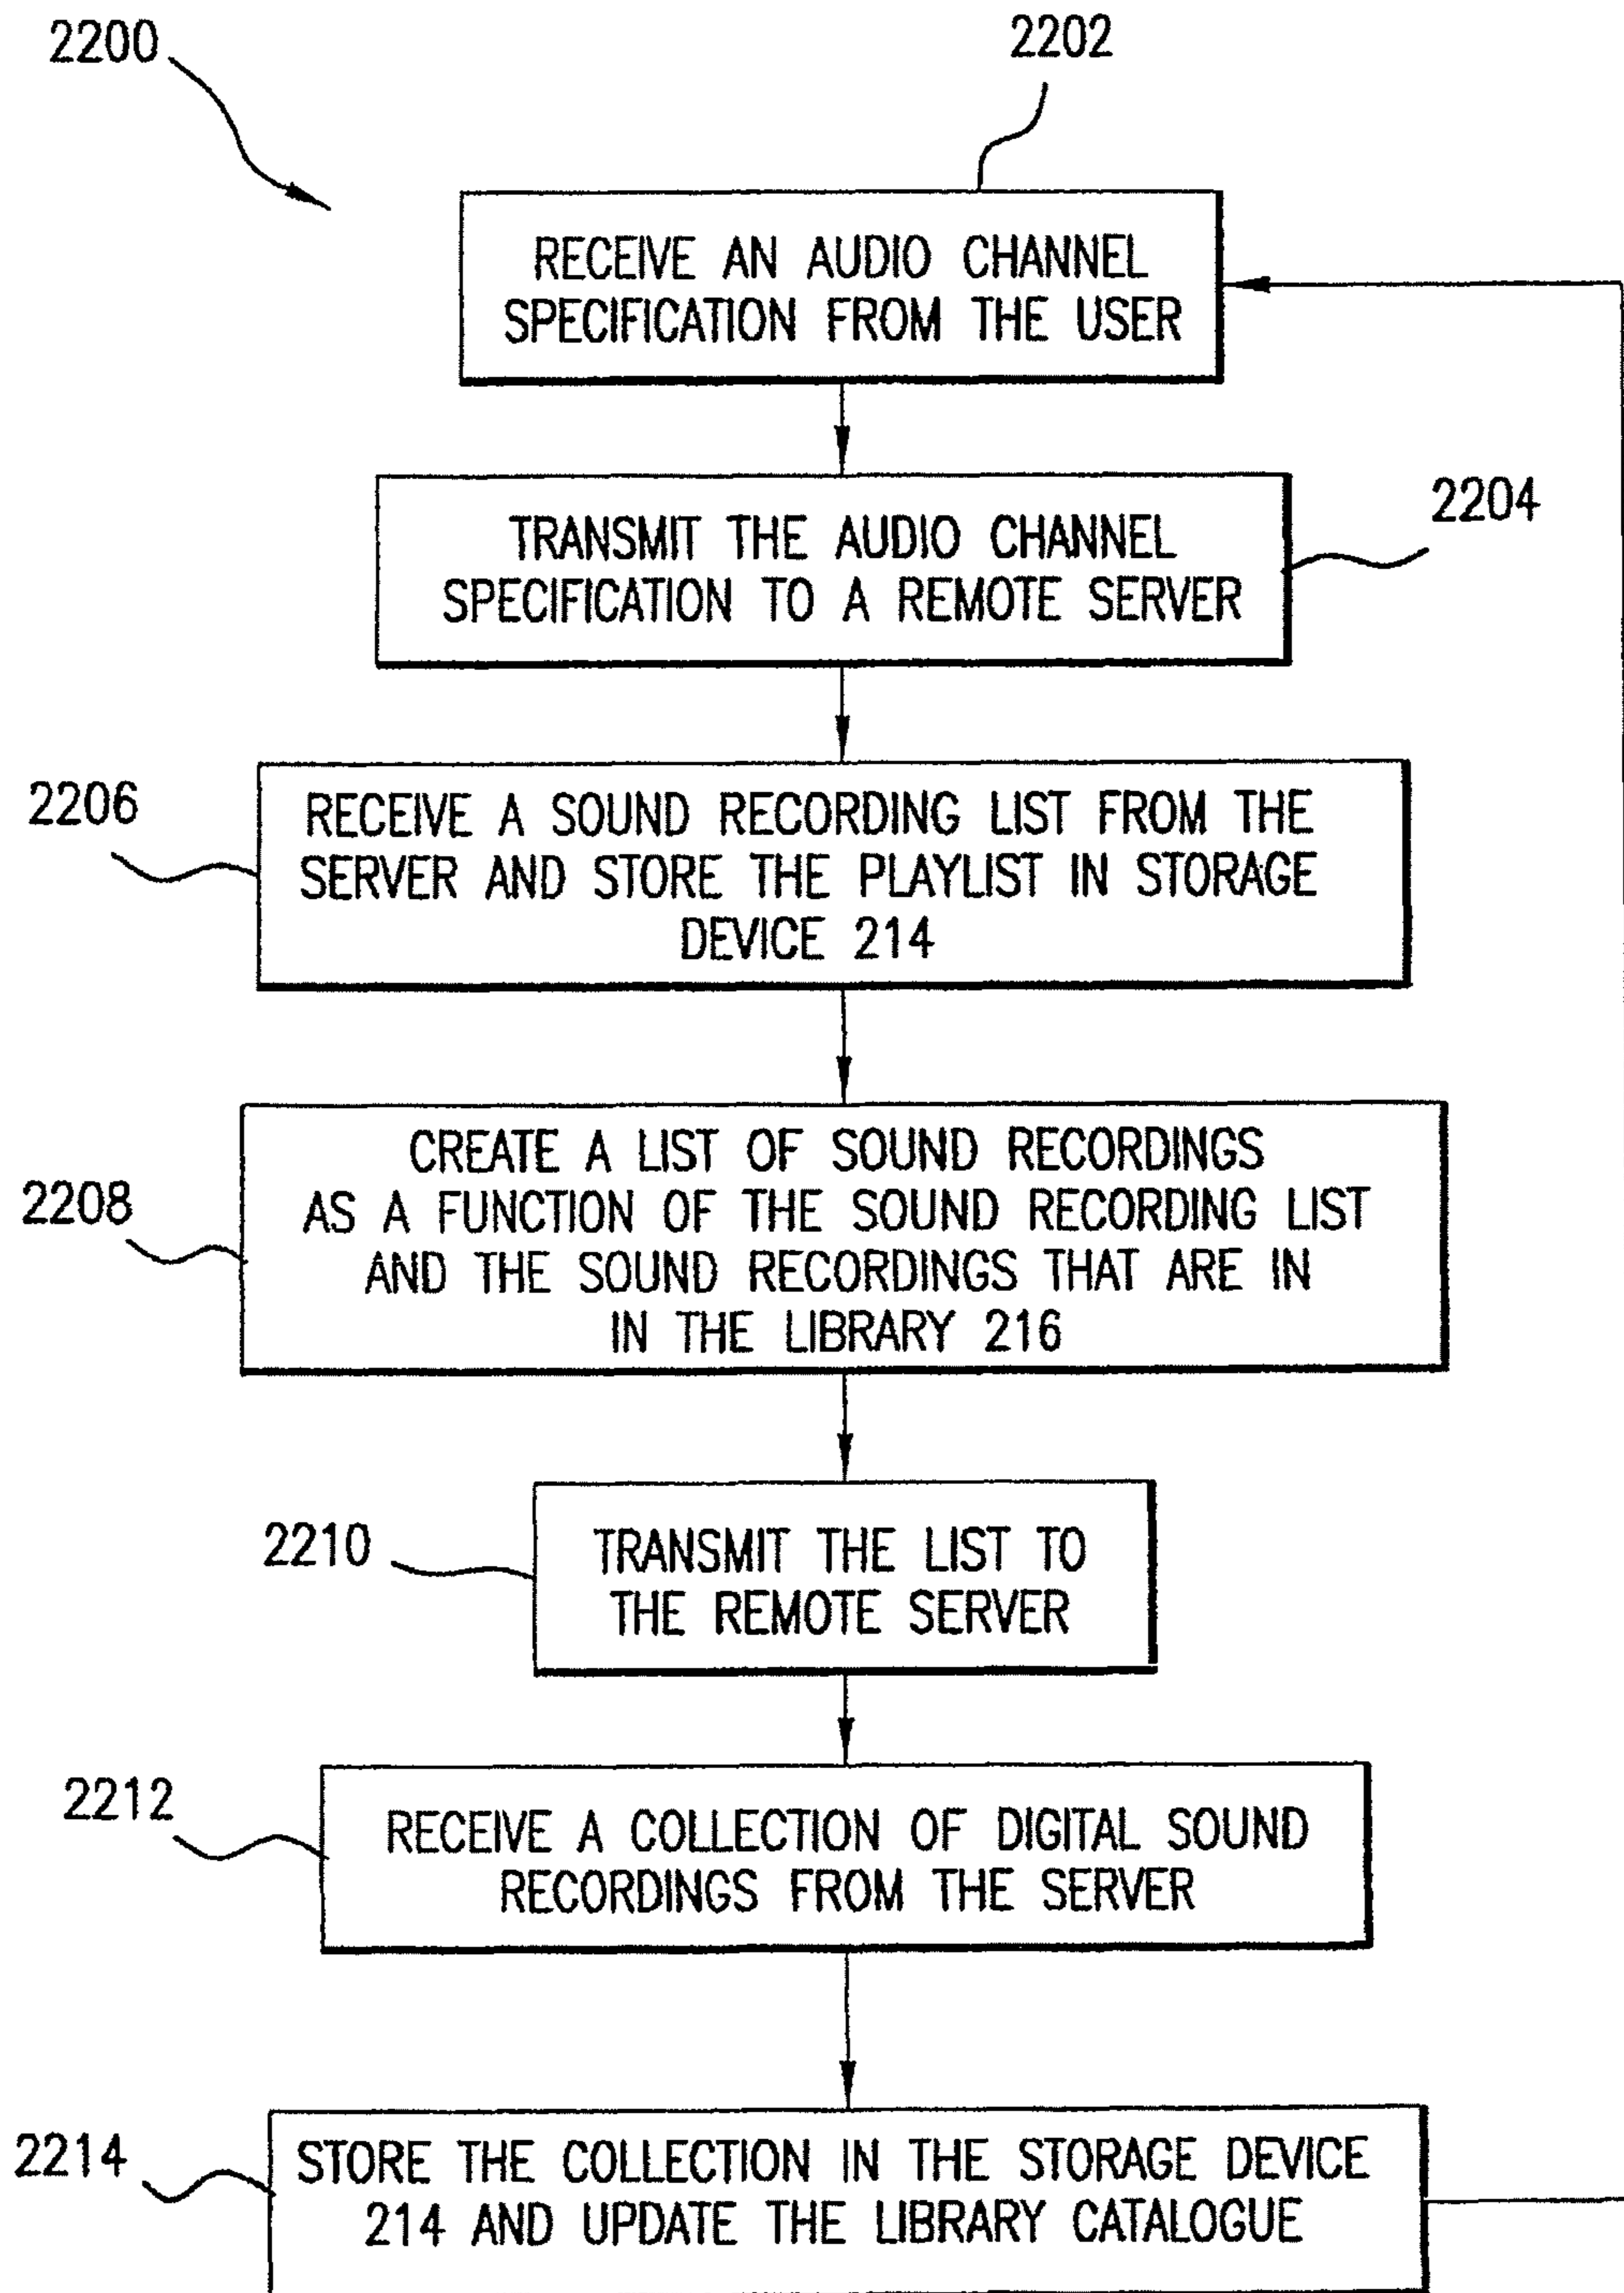 2200
2202
RECEIVE AN AUDIO CHANNEL
SPECIFICATION FROM THE USER
TRANSMIT THE AUDIO CHANNEL
SPECIFICATION TO A REMOTE SERVER
2204
2206
RECEIVE A SOUND RECORDING LIST FROM THE
SERVER AND STORE THE PLAYLIST IN STORAGE
DEVICE 214
2208
CREATE A LIST OF SOUND RECORDINGS
AS A FUNCTION OF THE SOUND RECORDING LIST
AND THE SOUND RECORDINGS THAT ARE IN
IN THE LIBRARY 216
2210
TRANSMIT THE LIST TO
THE REMOTE SERVER
2212
RECEIVE A COLLECTION OF DIGITAL SOUND
RECORDINGS FROM THE SERVER
2214
STORE THE COLLECTION IN THE STORAGE DEVICE
214 AND UPDATE THE LIBRARY CATALOGUE